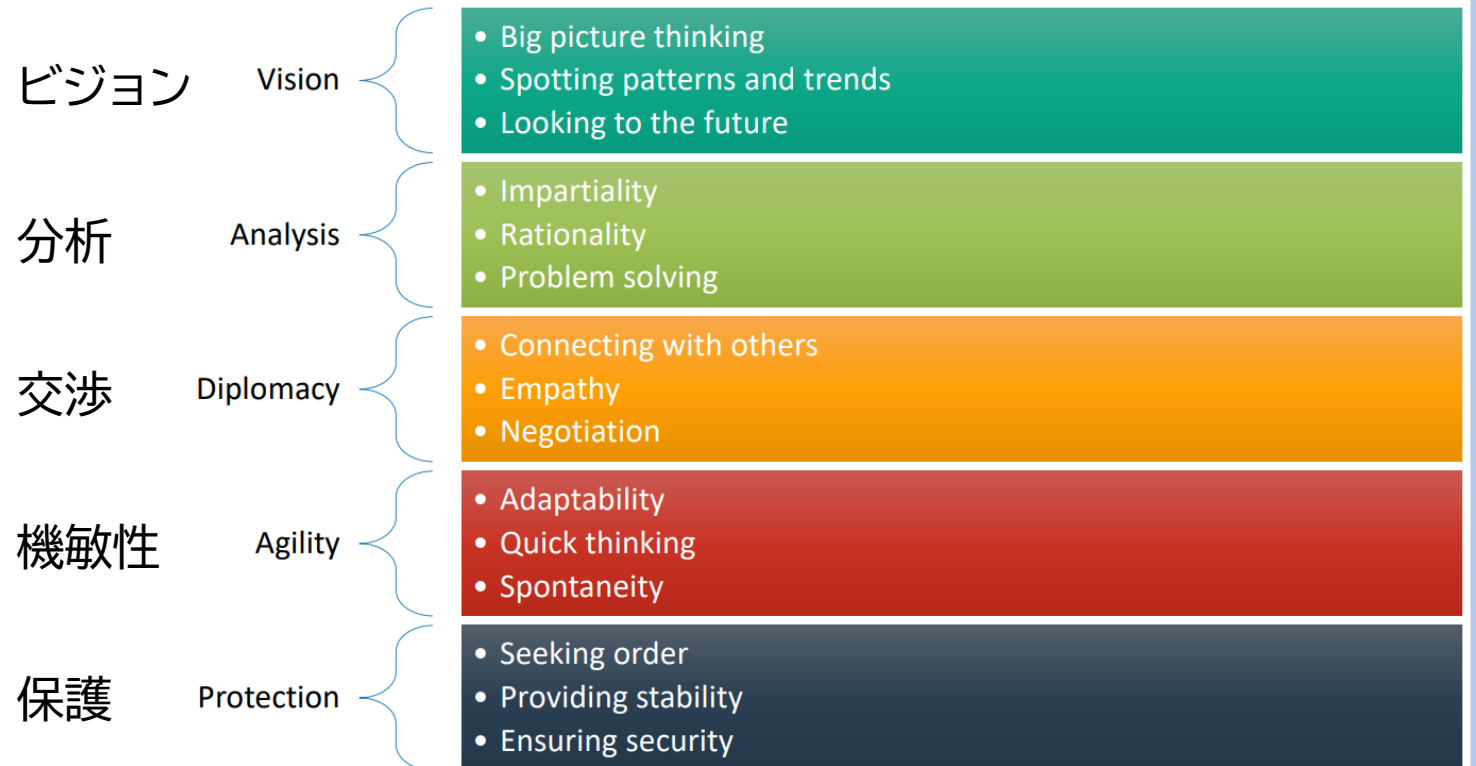 ビジョン
Vision
• Big picture thinking
• Spotting patterns and trends
• Looking to the future
分析
Analysis
• Impartiality
• Rationality
• Problem solving
交渉
Diplomacy
• Connecting with others
• Empathy
• Negotiation
機敏性
Agility
• Adaptability
• Quick thinking
• Spontaneity
保護
Protection
• Seeking order
• Providing stability
• Ensuring security